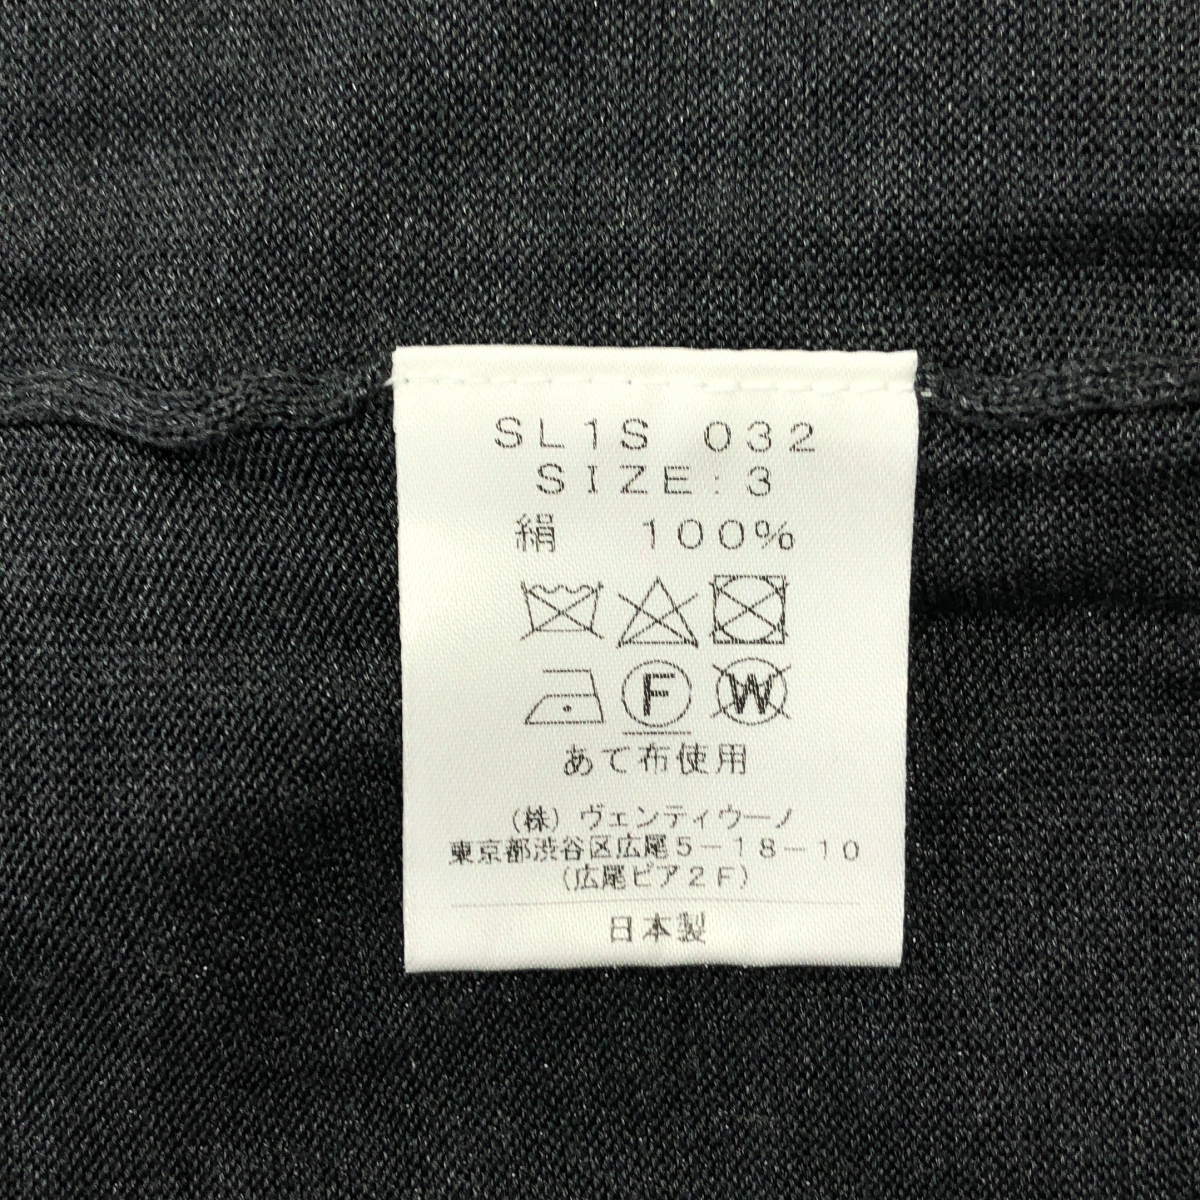 SL1S 032
SIZE:3
絹 100%
F W
あて布使用
(株)ヴェンティウーノ
東京都渋谷区広尾5-18-10
(広尾ピア2F)
日本製